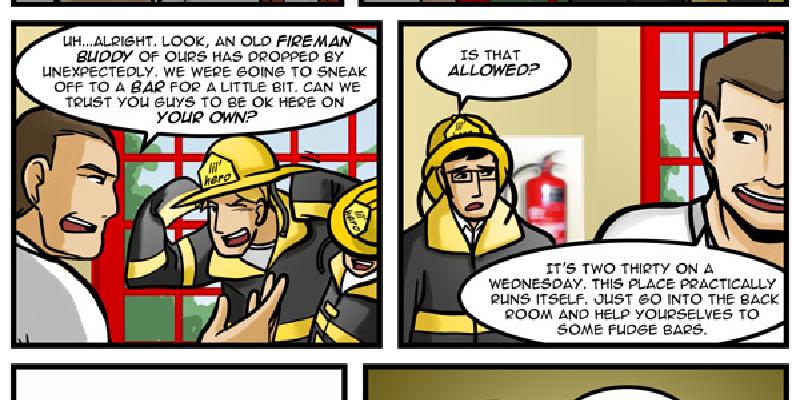 UH...ALRIGHT. LOOK, AN OLD FIREMAN
BUDDY OF OURS HAS DROPPED BY
UNEXPECTEDLY. WE WERE GOING TO SNEAK
OFF TO A BAR FOR A LITTLE BIT. CAN WE
TRUST YOU GUYS TO BE OK HERE ON
YOUR OWN?
lil'
hero
IS THAT
ALLOWED?
lil'
IT'S TWO THIRTY ON A
WEDNESDAY. THIS PLACE PRACTICALLY
RUNS ITSELF. JUST GO INTO THE BACK
ROOM AND HELP YOURSELVES TO
SOME FUDGE BARS.